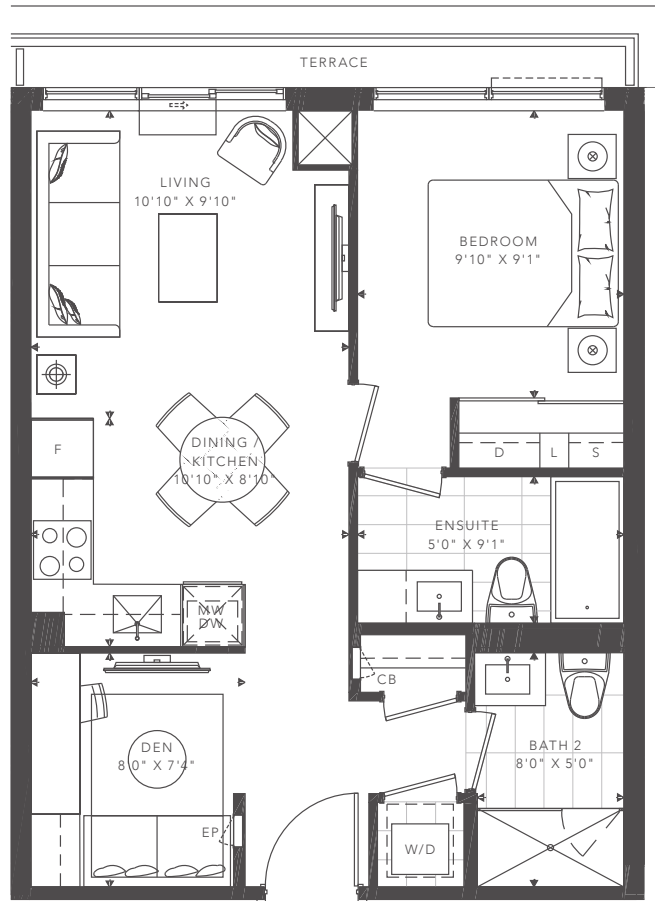 TERRACE
LIVING
10'10" X 9'10"
BEDROOM
9'10" X 9'1"
DINING /
KITCHEN
10'10" X 8'10"
F
D
L
S
ENSUITE
5'0" X 9'1"
MW
DW
CB
DEN
8'0" X 7'4"
BATH 2
8'0" X 5'0"
EP
W/D